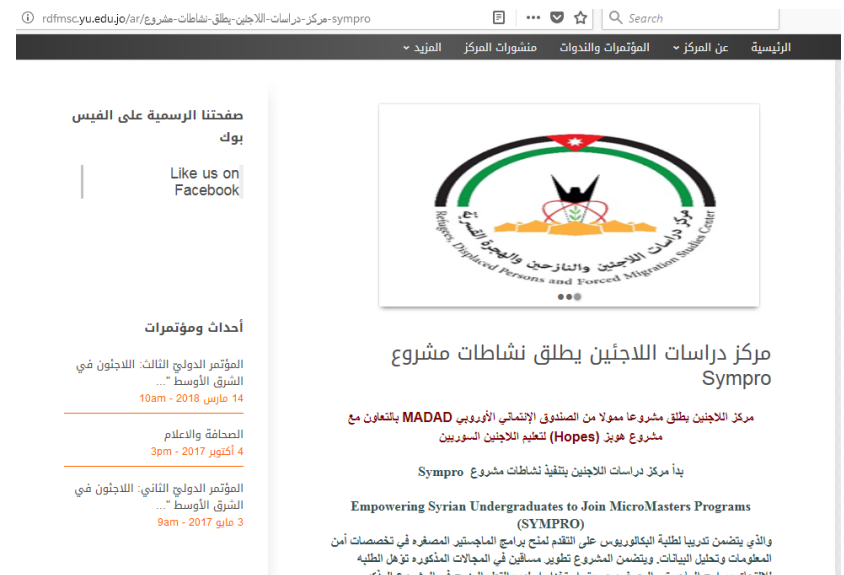 rdfmsc.yu.edu.jo/ar/مركز-دراسات-اللاجئين-يطلق-نشاطات-مشروع-sympro
Search
الرئيسية
عن المركز
المؤتمرات والندوات
منشورات المركز
المزيد
مركز دراسات اللاجئين والنازحين والهجرة القسرية
Refugees, Displaced Persons and Forced Migration Studies Center
مركز دراسات اللاجئين يطلق نشاطات مشروع
Sympro
مركز اللاجنين يطلق مشروعا ممولا من الصندوق الإئتماني الأوروبي MADAD بالتعاون مع
مشروع هوبز (Hopes) لتعليم اللاجنين السوريين
بدأ مركز دراسات اللاجنين بتنفيذ نشاطات مشروع Sympro
Empowering Syrian Undergraduates to Join MicroMasters Programs
(SYMPRO)
والذي يتضمن تدريبا لطلبة البكالوريوس على التقدم لمنح برامج الماجستير المصغره في تخصصات أمن
المعلومات وتحليل البيانات. ويتضمن المشروع تطوير مساقين في المجالات المذكوره تؤهل الطلبه
صفحتنا الرسمية على الفيس
بوك
Like us on
Facebook
أحداث ومؤتمرات
المؤتمر الدوليّ الثالث: اللاجئون في
الشرق الأوسط "...
14 مارس 2018 - 10am
الصحافة والاعلام
4 أكتوبر 2017 - 3pm
المؤتمر الدوليّ الثاني: اللاجئون في
الشرق الأوسط "...
3 مايو 2017 - 9am